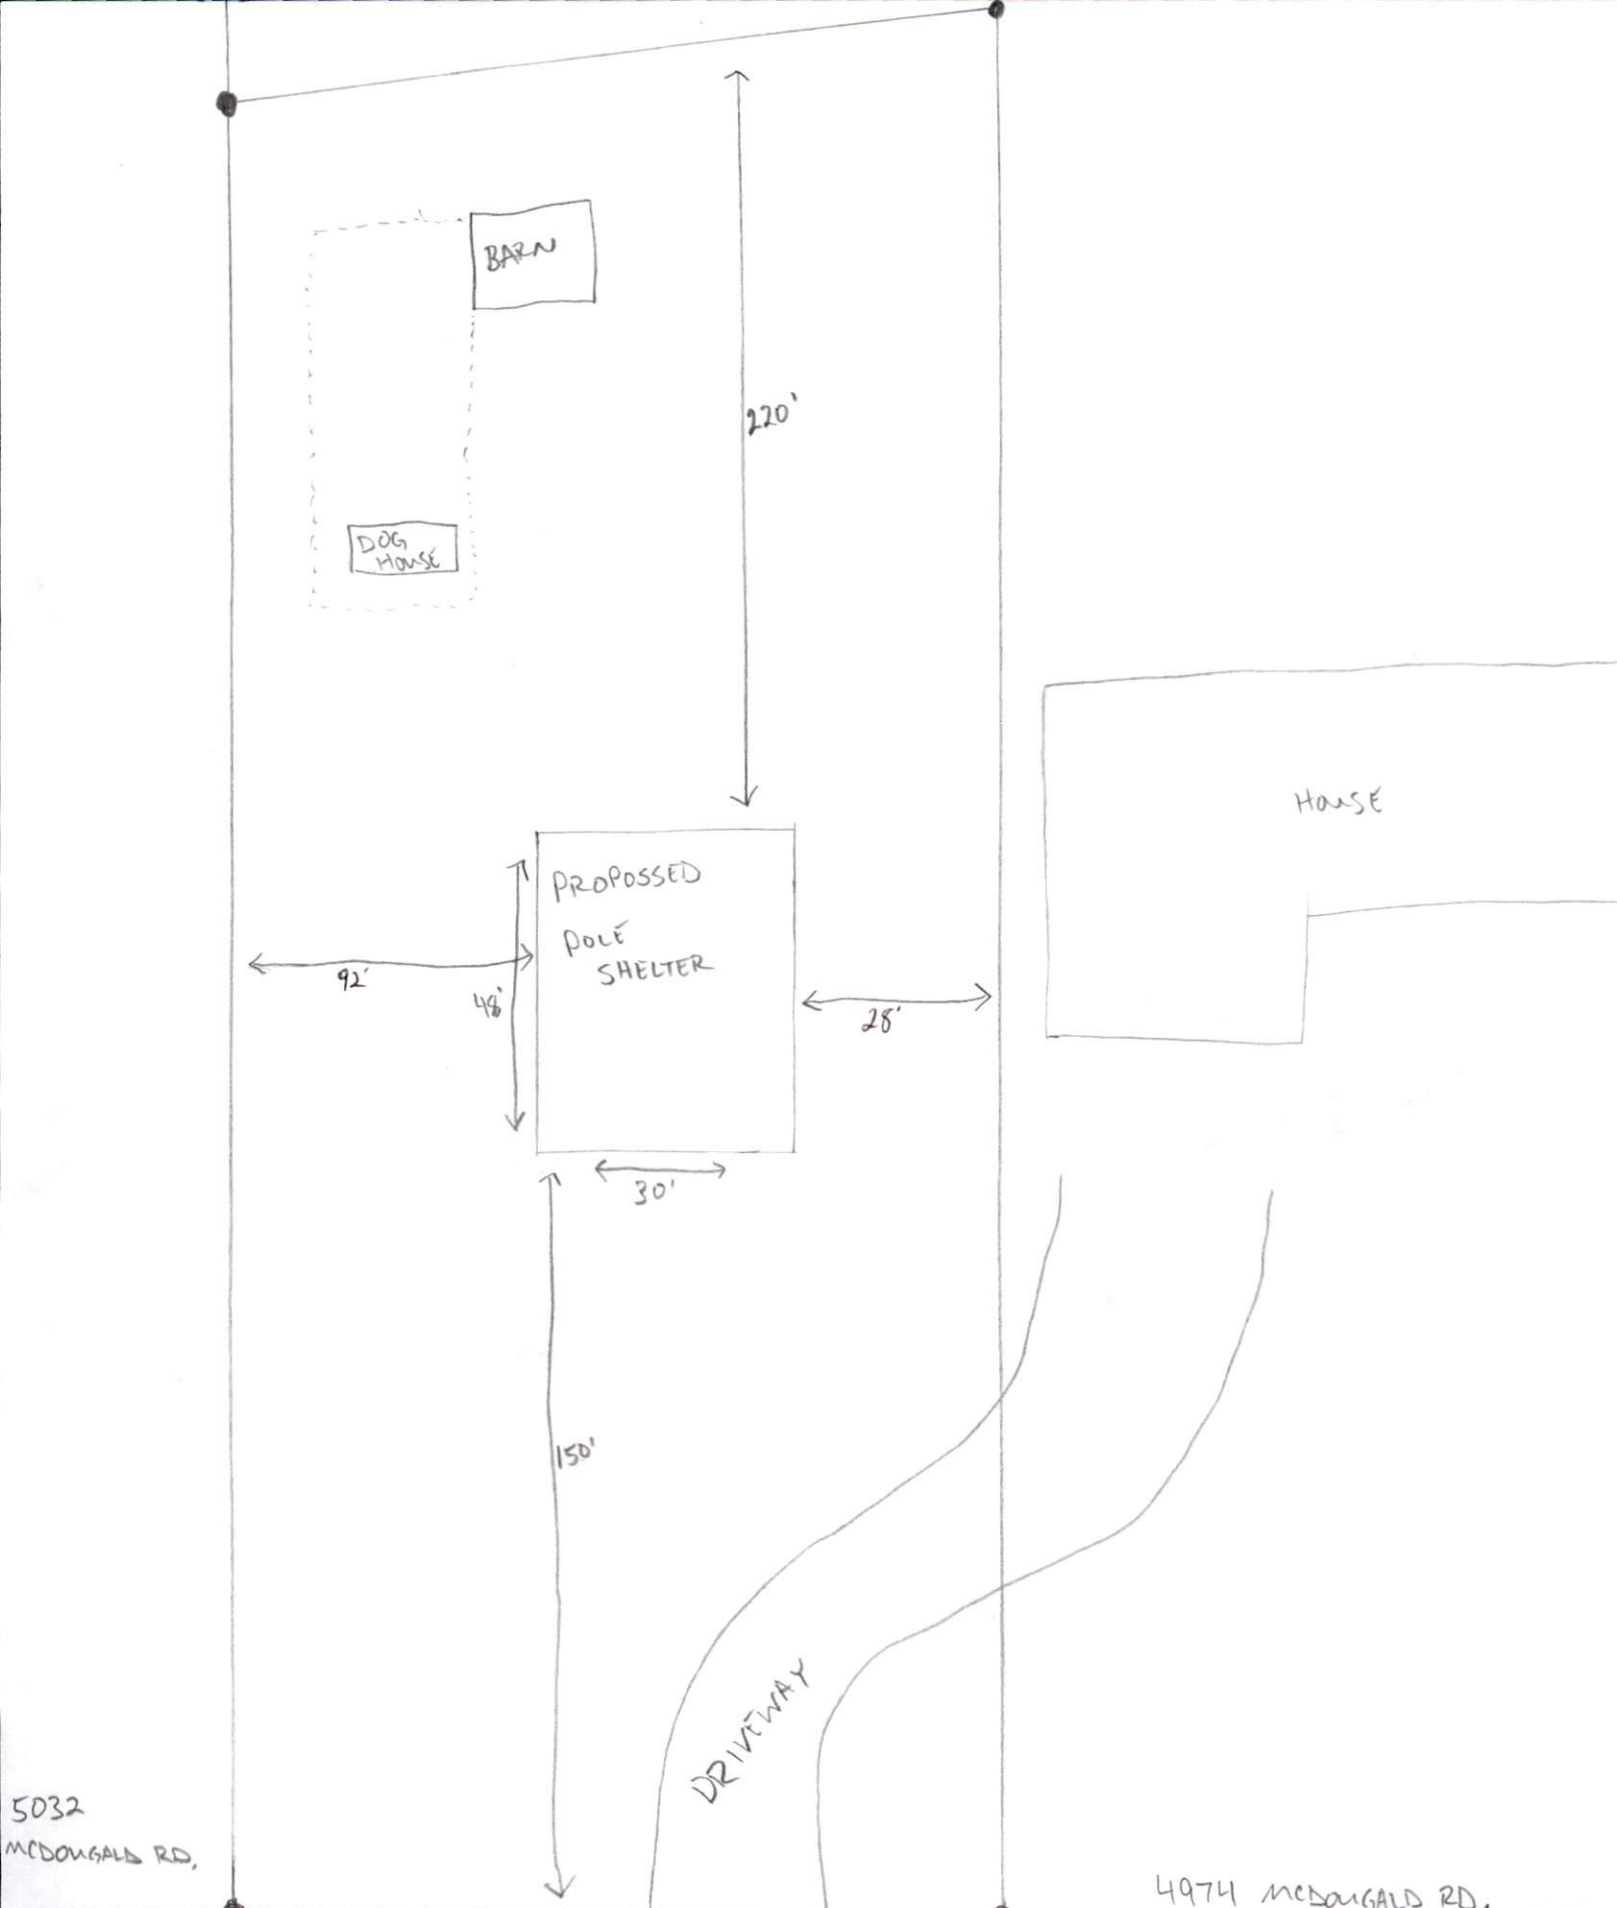 BARN
220'
DOG
HOUSE
HOUSE
PROPOSSED
POLE
SHELTER
92'
48'
28'
30'
150'
DRIVEWAY
5032
MCDOUGALD RD.
4974 MCDOUGALD RD.